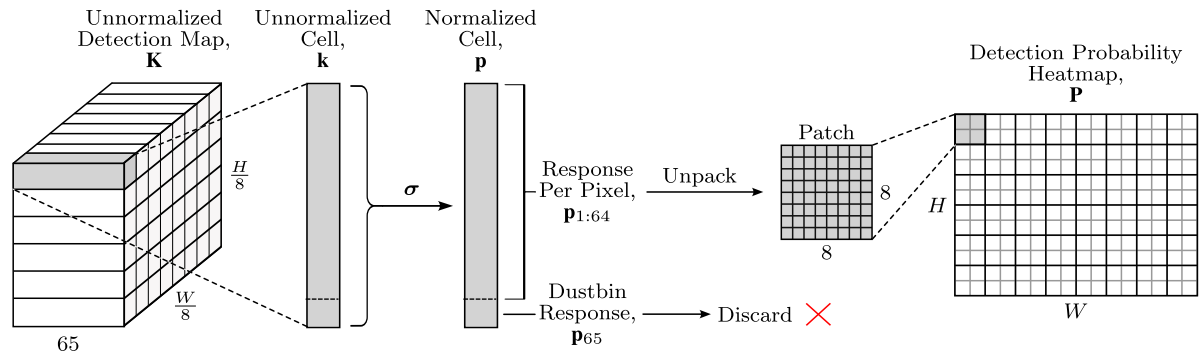 Unnormalized
Detection Map,
K
Unnormalized
Cell,
k
Normalized
Cell,
p
Detection Probability
Heatmap,
P
H/8
W/8
65
σ
Response
Per Pixel,
p1:64
Unpack
Patch
8
8
H
W
Dustbin
Response,
p65
Discard